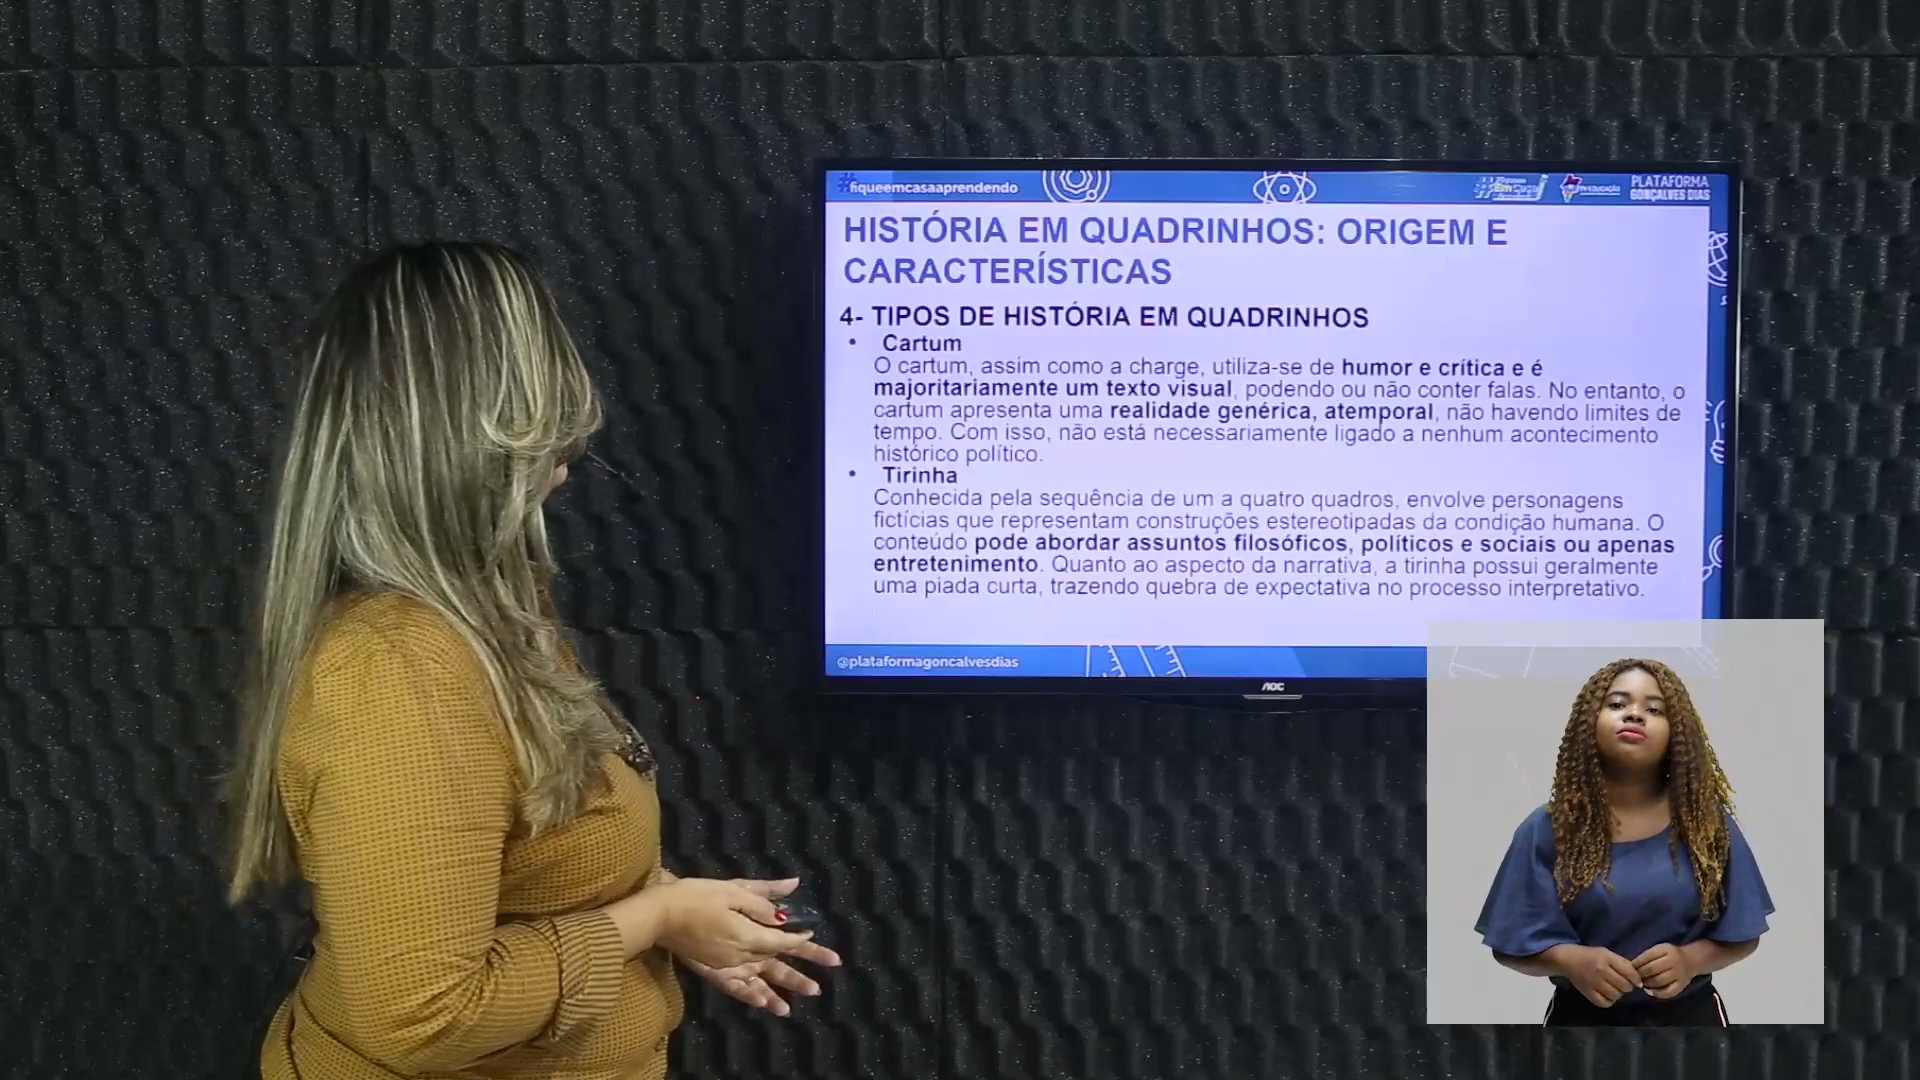 #fiqueemcasaaprendendo
PLATAFORMA
GONÇALVES DIAS
HISTÓRIA EM QUADRINHOS: ORIGEM E
CARACTERÍSTICAS
4- TIPOS DE HISTÓRIA EM QUADRINHOS
• Cartum
O cartum, assim como a charge, utiliza-se de humor e crítica e é
majoritariamente um texto visual, podendo ou não conter falas. No entanto, o
cartum apresenta uma realidade genérica, atemporal, não havendo limites de
tempo. Com isso, não está necessariamente ligado a nenhum acontecimento
histórico político.
• Tirinha
Conhecida pela sequência de um a quatro quadros, envolve personagens
fictícias que representam construções estereotipadas da condição humana. O
conteúdo pode abordar assuntos filosóficos, políticos e sociais ou apenas
entretenimento. Quanto ao aspecto da narrativa, a tirinha possui geralmente
uma piada curta, trazendo quebra de expectativa no processo interpretativo.
@plataformagoncalvesdias
AOC